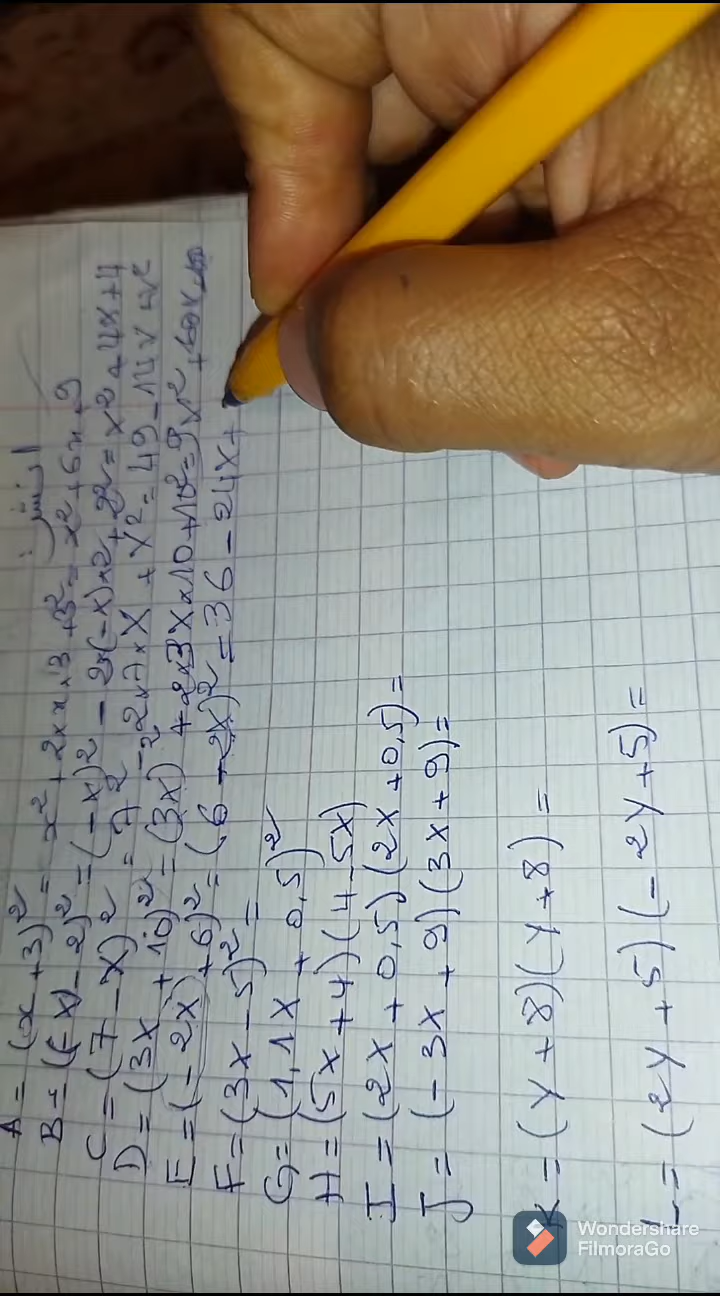 انشر :
A = (x+3)² = x² + 2×x×3 + 3² = x² + 6x + 9
B = (-x) - 2)² = (-x)² - 2×(-x)×2 + 2² = x² + 4x + 4
C = (7 - x)² = 7² - 2×7×x + x² = 49 - 14x + x²
D = (3x + 10)² = (3x)² + 2×3x×10 + 10² = 9x² + 60x + 100
E = (-2x) + 6)² = (6 - 2x)² = 36 - 24x +
F = (3x - 5)² =
G = (1,1x + 0,5)²
H = (5x+4)(4-5x)
I = (2x + 0,5)(2x+0,5) =
J = (-3x + 9)(3x+9) =
K = (y+8)(y+8) =
L = (2y + 5)(-2y+5) =
Wondershare
FilmoraGo